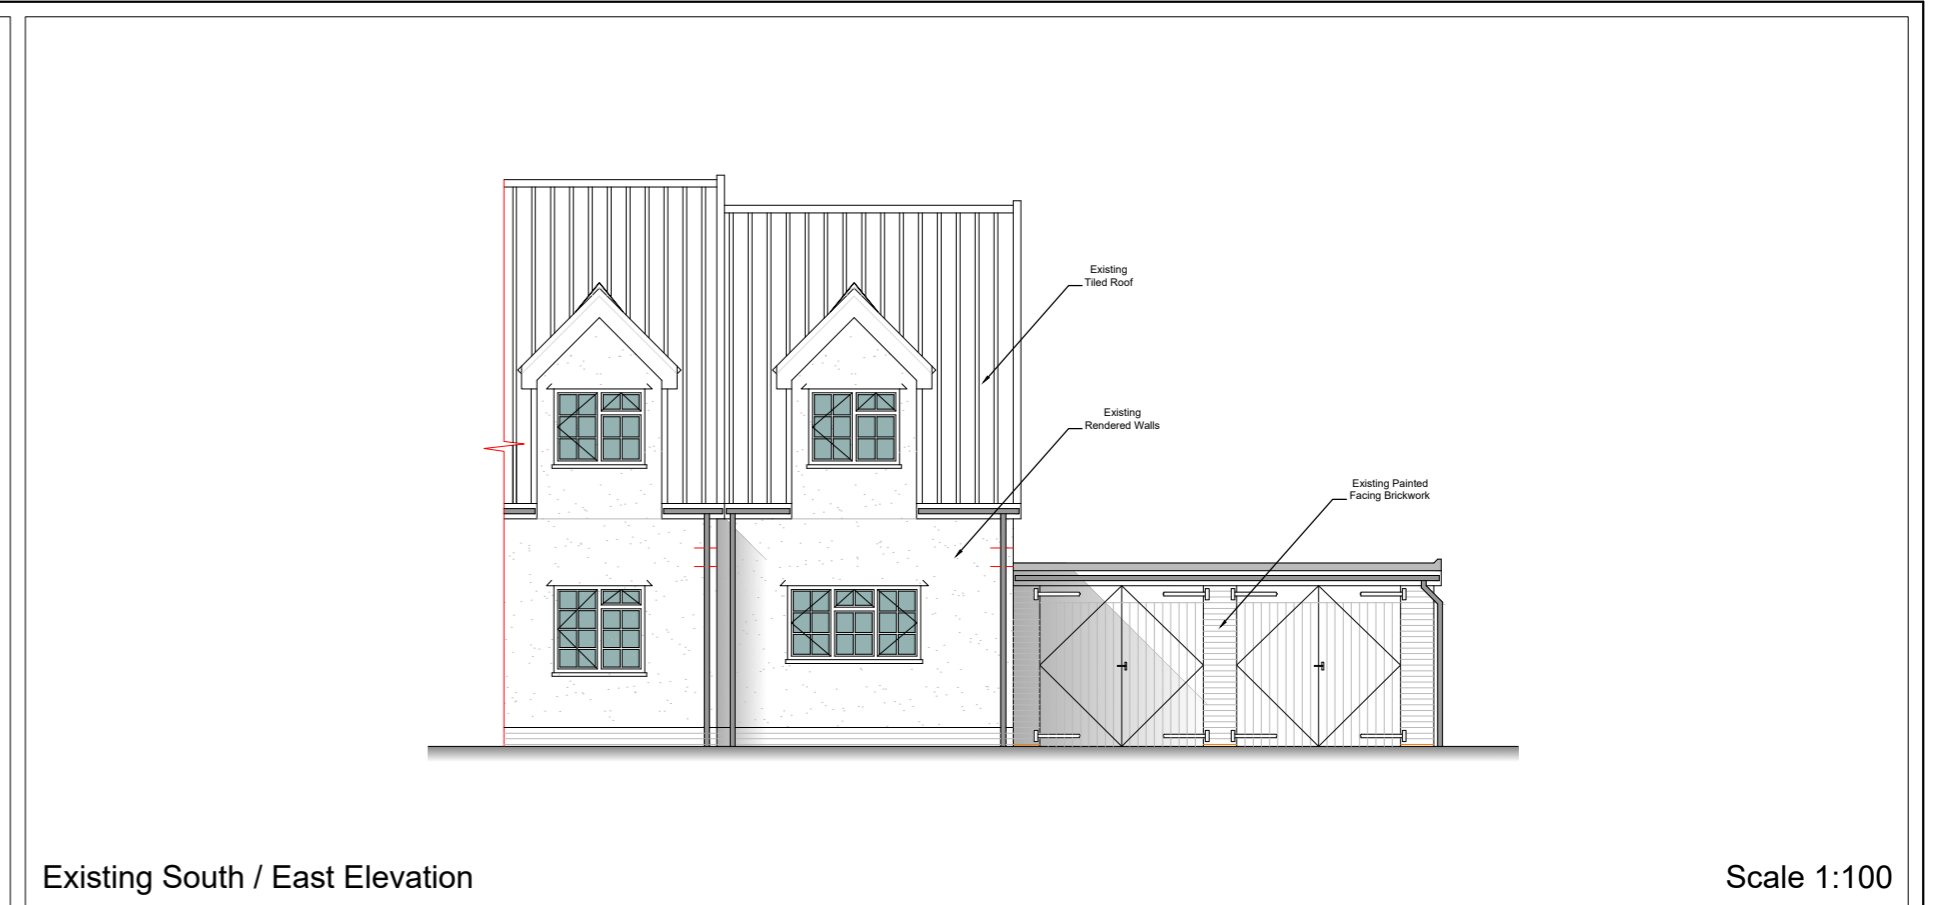 Existing
Tiled Roof
Existing
Rendered Walls
Existing Painted
Facing Brickwork
Existing South / East Elevation
Scale 1:100